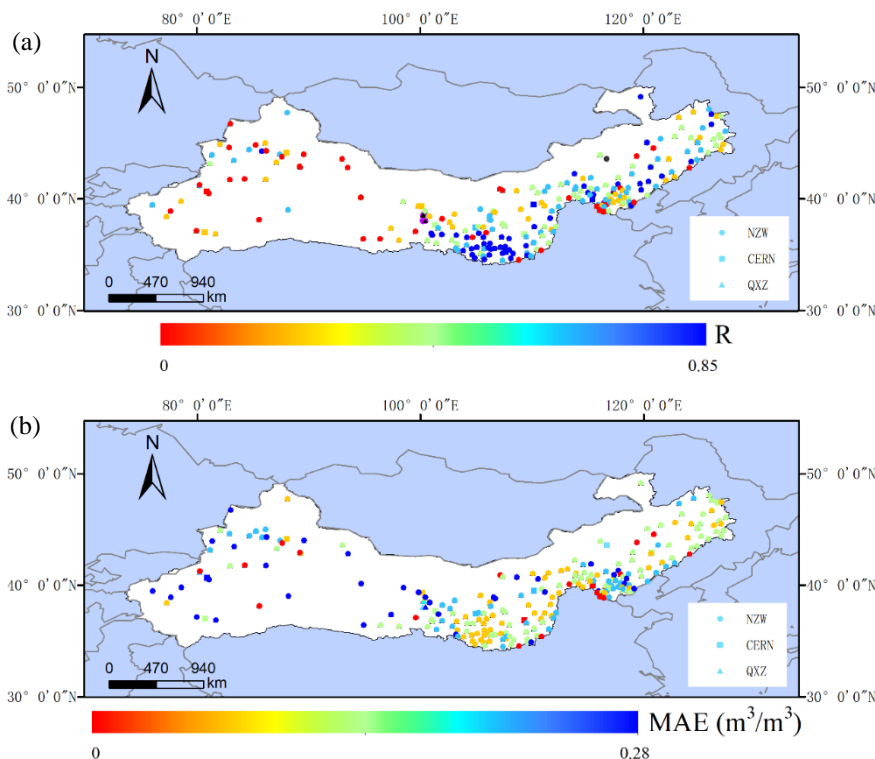 80° 0′0″E 100° 0′0″E 120° 0′0″E
(a)
N
50° 0′0″N 50° 0′0″N
40° 0′0″N 40° 0′0″N
NZW
CERN
0 470 940
QXZ
km
30° 0′0″N 30° 0′0″N
R
0 0.85
80° 0′0″E 100° 0′0″E 120° 0′0″E
(b)
N
50° 0′0″N 50° 0′0″N
40° 0′0″N 40° 0′0″N
NZW
CERN
0 470 940
QXZ
km
30° 0′0″N 30° 0′0″N
MAE (m³/m³)
0 0.28